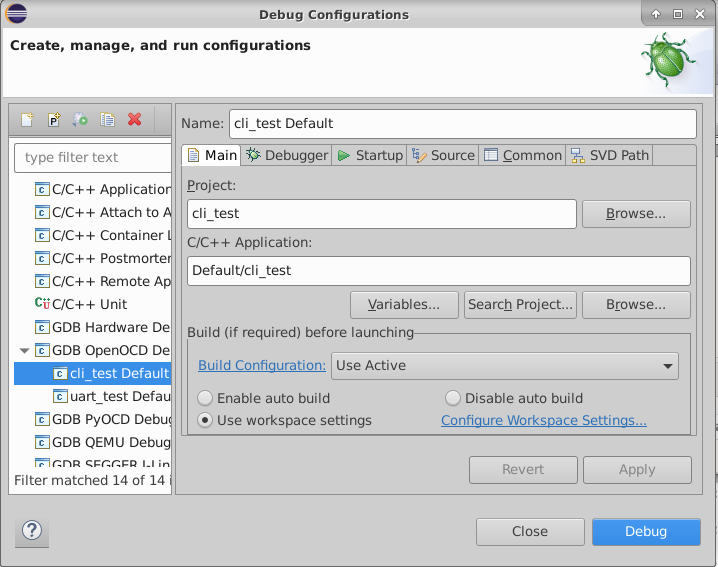 Debug Configurations
Create, manage, and run configurations
Name: cli_test Default
type filter text
Main Debugger Startup Source Common SVD Path
C/C++ Application
C/C++ Attach to A
C/C++ Container L
C/C++ Postmorter
C/C++ Remote Ap
C/C++ Unit
GDB Hardware De
GDB OpenOCD De
cli_test Default
uart_test Defau
GDB PyOCD Debug
GDB QEMU Debug
GDB SEGGER J-Lin
Filter matched 14 of 14 i
Project:
cli_test
Browse...
C/C++ Application:
Default/cli_test
Variables... Search Project... Browse...
Build (if required) before launching
Build Configuration: Use Active
Enable auto build Disable auto build
Use workspace settings Configure Workspace Settings...
Revert Apply
? Close Debug